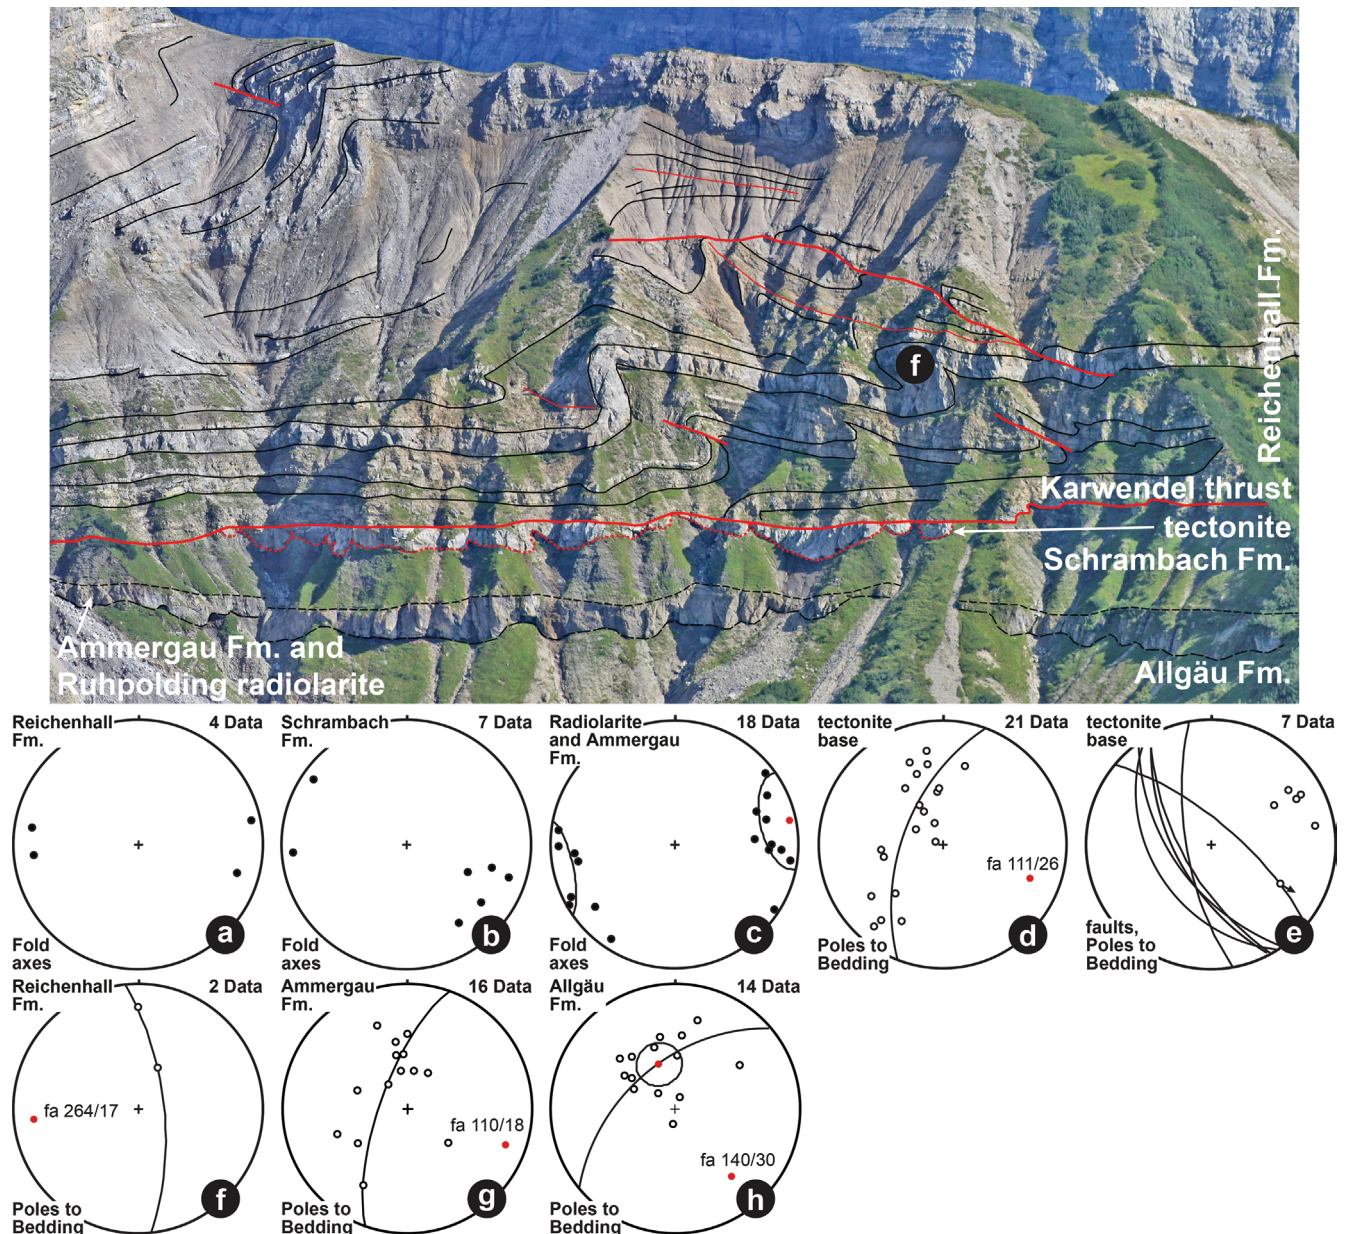 f
Reichenhall Fm.
Karwendel thrust
tectonite
Schrambach Fm.
Ammergau Fm. and
Ruhpolding radiolarite
Allgäu Fm.
Reichenhall
Fm.
4 Data
Fold
axes
a
Schrambach
Fm.
7 Data
Fold
axes
b
Radiolarite
and Ammergau
Fm.
18 Data
Fold
axes
c
tectonite
base
21 Data
fa 111/26
Poles to
Bedding
d
tectonite
base
7 Data
faults,
Poles to
Bedding
e
Reichenhall
Fm.
2 Data
fa 264/17
Poles to
Bedding
f
Ammergau
Fm.
16 Data
fa 110/18
Poles to
Bedding
g
Allgäu
Fm.
14 Data
fa 140/30
Poles to
Bedding
h